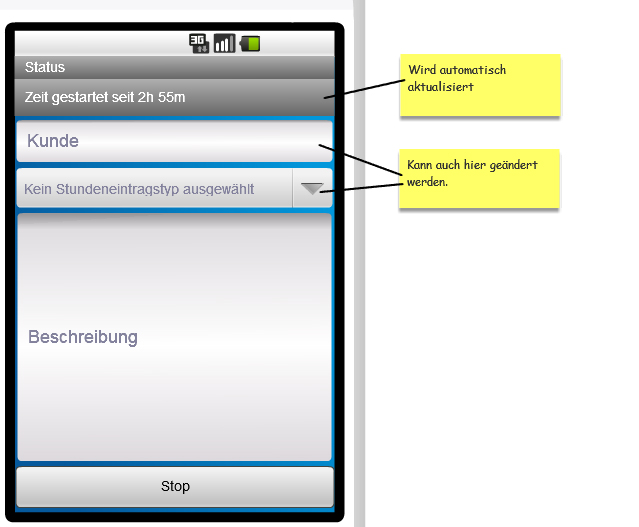 3G
Status
Zeit gestartet seit 2h 55m
Wird automatisch
aktualisiert
Kunde
Kann auch hier geändert
werden.
Kein Stundeneintragstyp ausgewählt
Beschreibung
Stop